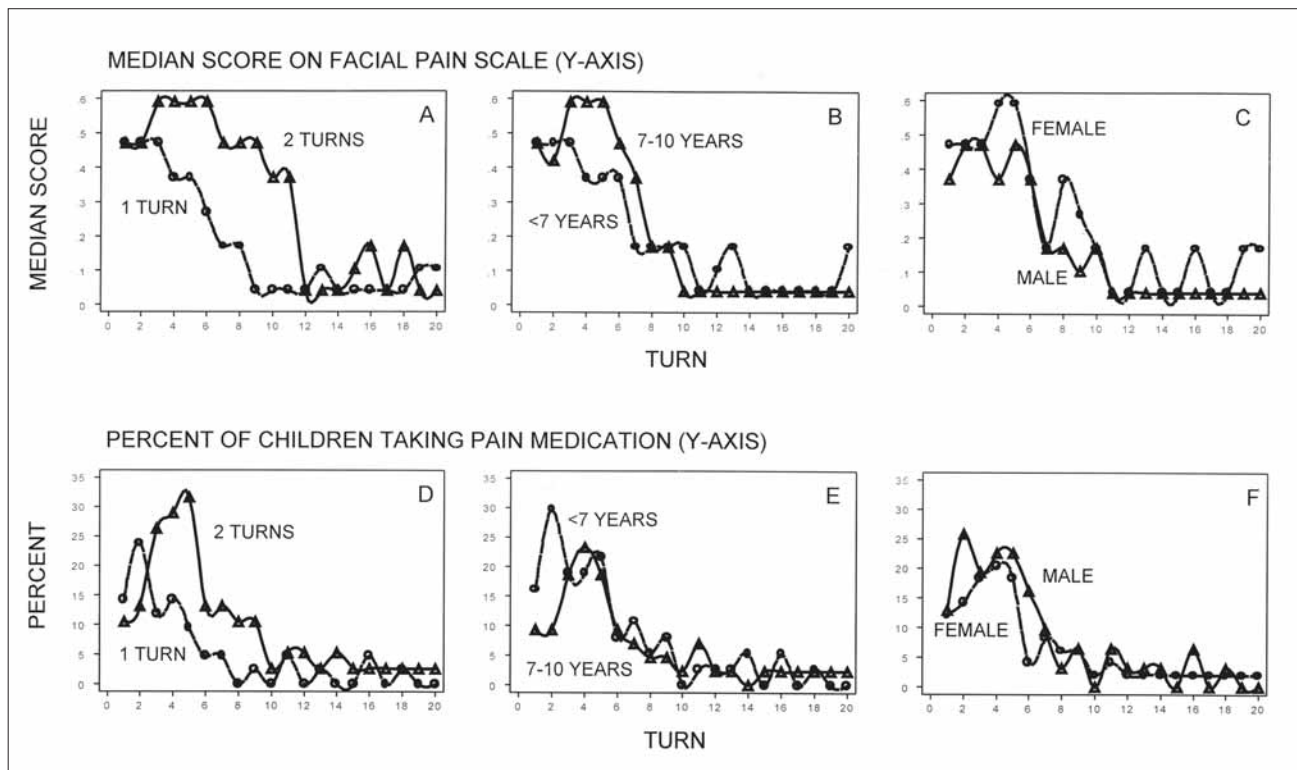 MEDIAN SCORE ON FACIAL PAIN SCALE (Y-AXIS)
MEDIAN SCORE
.6
.5
.4
.3
.2
.1
0
A
2 TURNS
1 TURN
0 2 4 6 8 10 12 14 16 18 20
.6
.5
.4
.3
.2
.1
0
B
7-10 YEARS
<7 YEARS
0 2 4 6 8 10 12 14 16 18 20
.6
.5
.4
.3
.2
.1
0
C
FEMALE
MALE
0 2 4 6 8 10 12 14 16 18 20
TURN
PERCENT OF CHILDREN TAKING PAIN MEDICATION (Y-AXIS)
PERCENT
35
30
25
20
15
10
5
0
D
2 TURNS
1 TURN
0 2 4 6 8 10 12 14 16 18 20
35
30
25
20
15
10
5
0
E
<7 YEARS
7-10 YEARS
0 2 4 6 8 10 12 14 16 18 20
35
30
25
20
15
10
5
0
F
MALE
FEMALE
0 2 4 6 8 10 12 14 16 18 20
TURN